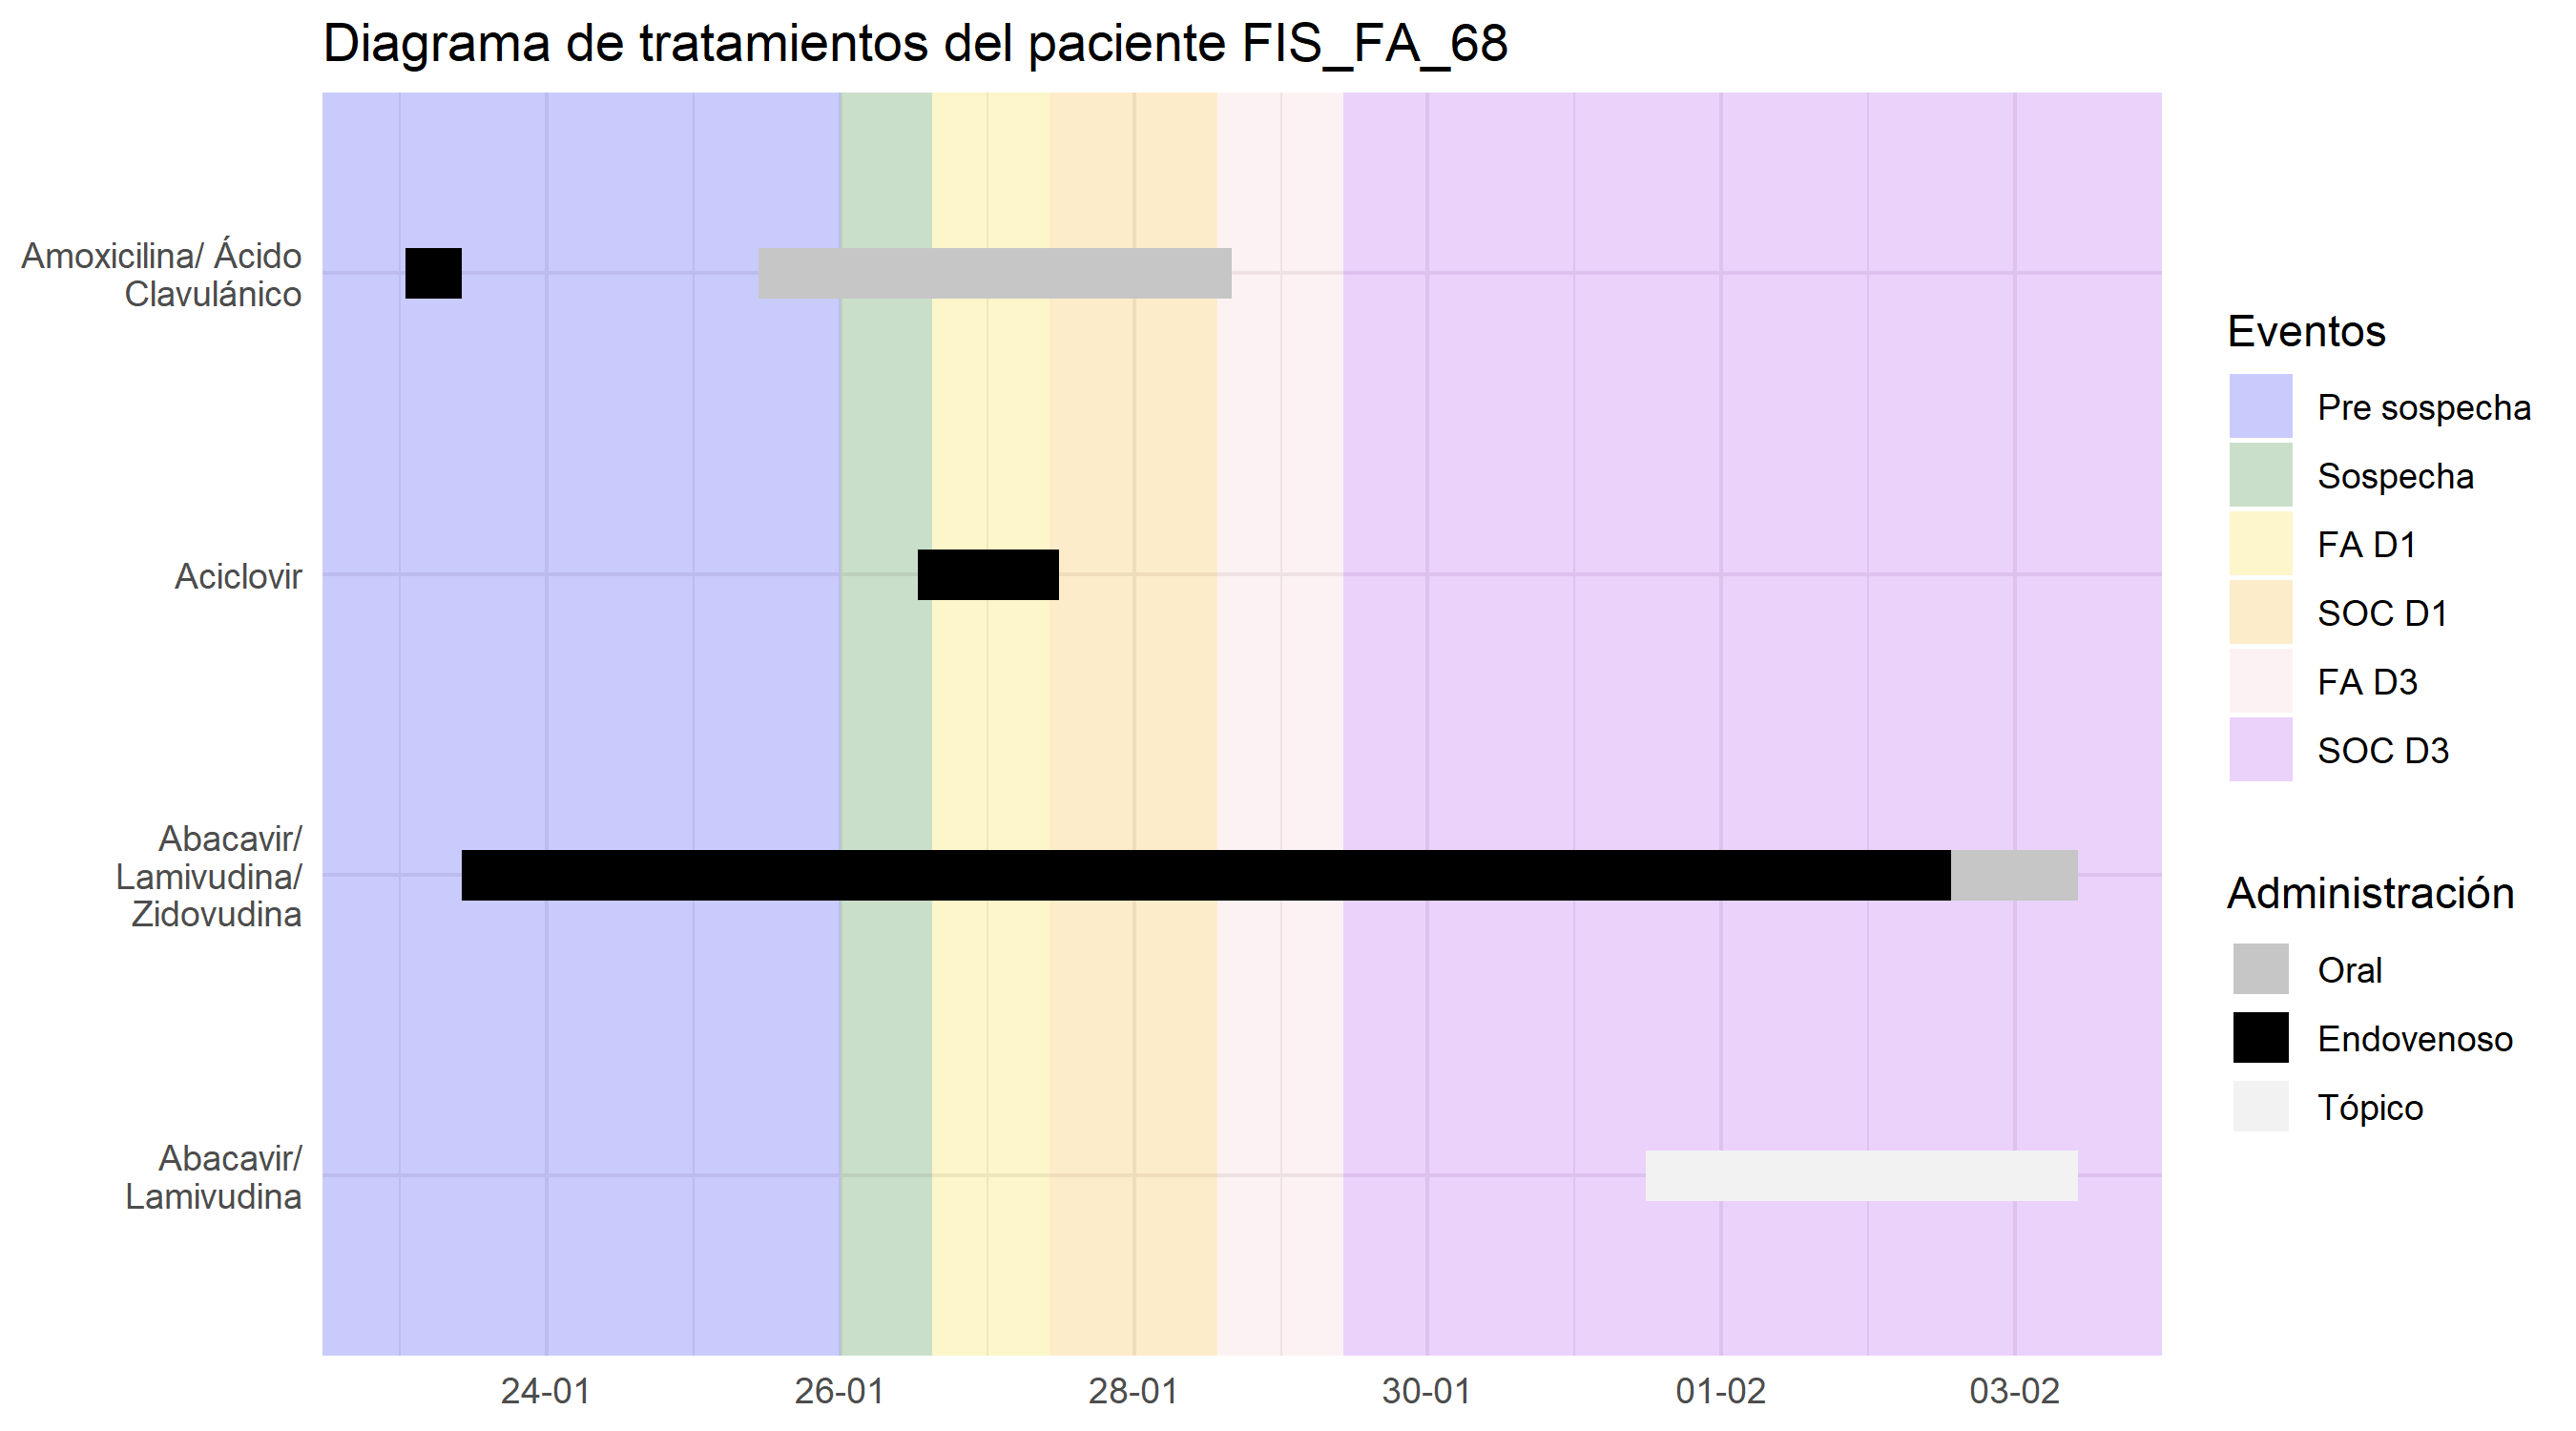 Diagrama de tratamientos del paciente FIS_FA_68
Amoxicilina/ Ácido
Clavulánico
Aciclovir
Abacavir/
Lamivudina/
Zidovudina
Abacavir/
Lamivudina
24-01
26-01
28-01
30-01
01-02
03-02
Eventos
Pre sospecha
Sospecha
FA D1
SOC D1
FA D3
SOC D3
Administración
Oral
Endovenoso
Tópico